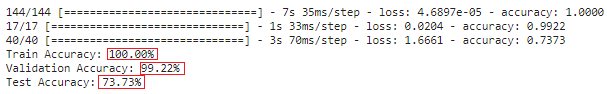 144/144 [==============================] - 7s 35ms/step - loss: 4.6897e-05 - accuracy: 1.0000
17/17 [==============================] - 1s 33ms/step - loss: 0.0204 - accuracy: 0.9922
40/40 [==============================] - 3s 70ms/step - loss: 1.6661 - accuracy: 0.7373
Train Accuracy: 100.00%
Validation Accuracy: 99.22%
Test Accuracy: 73.73%